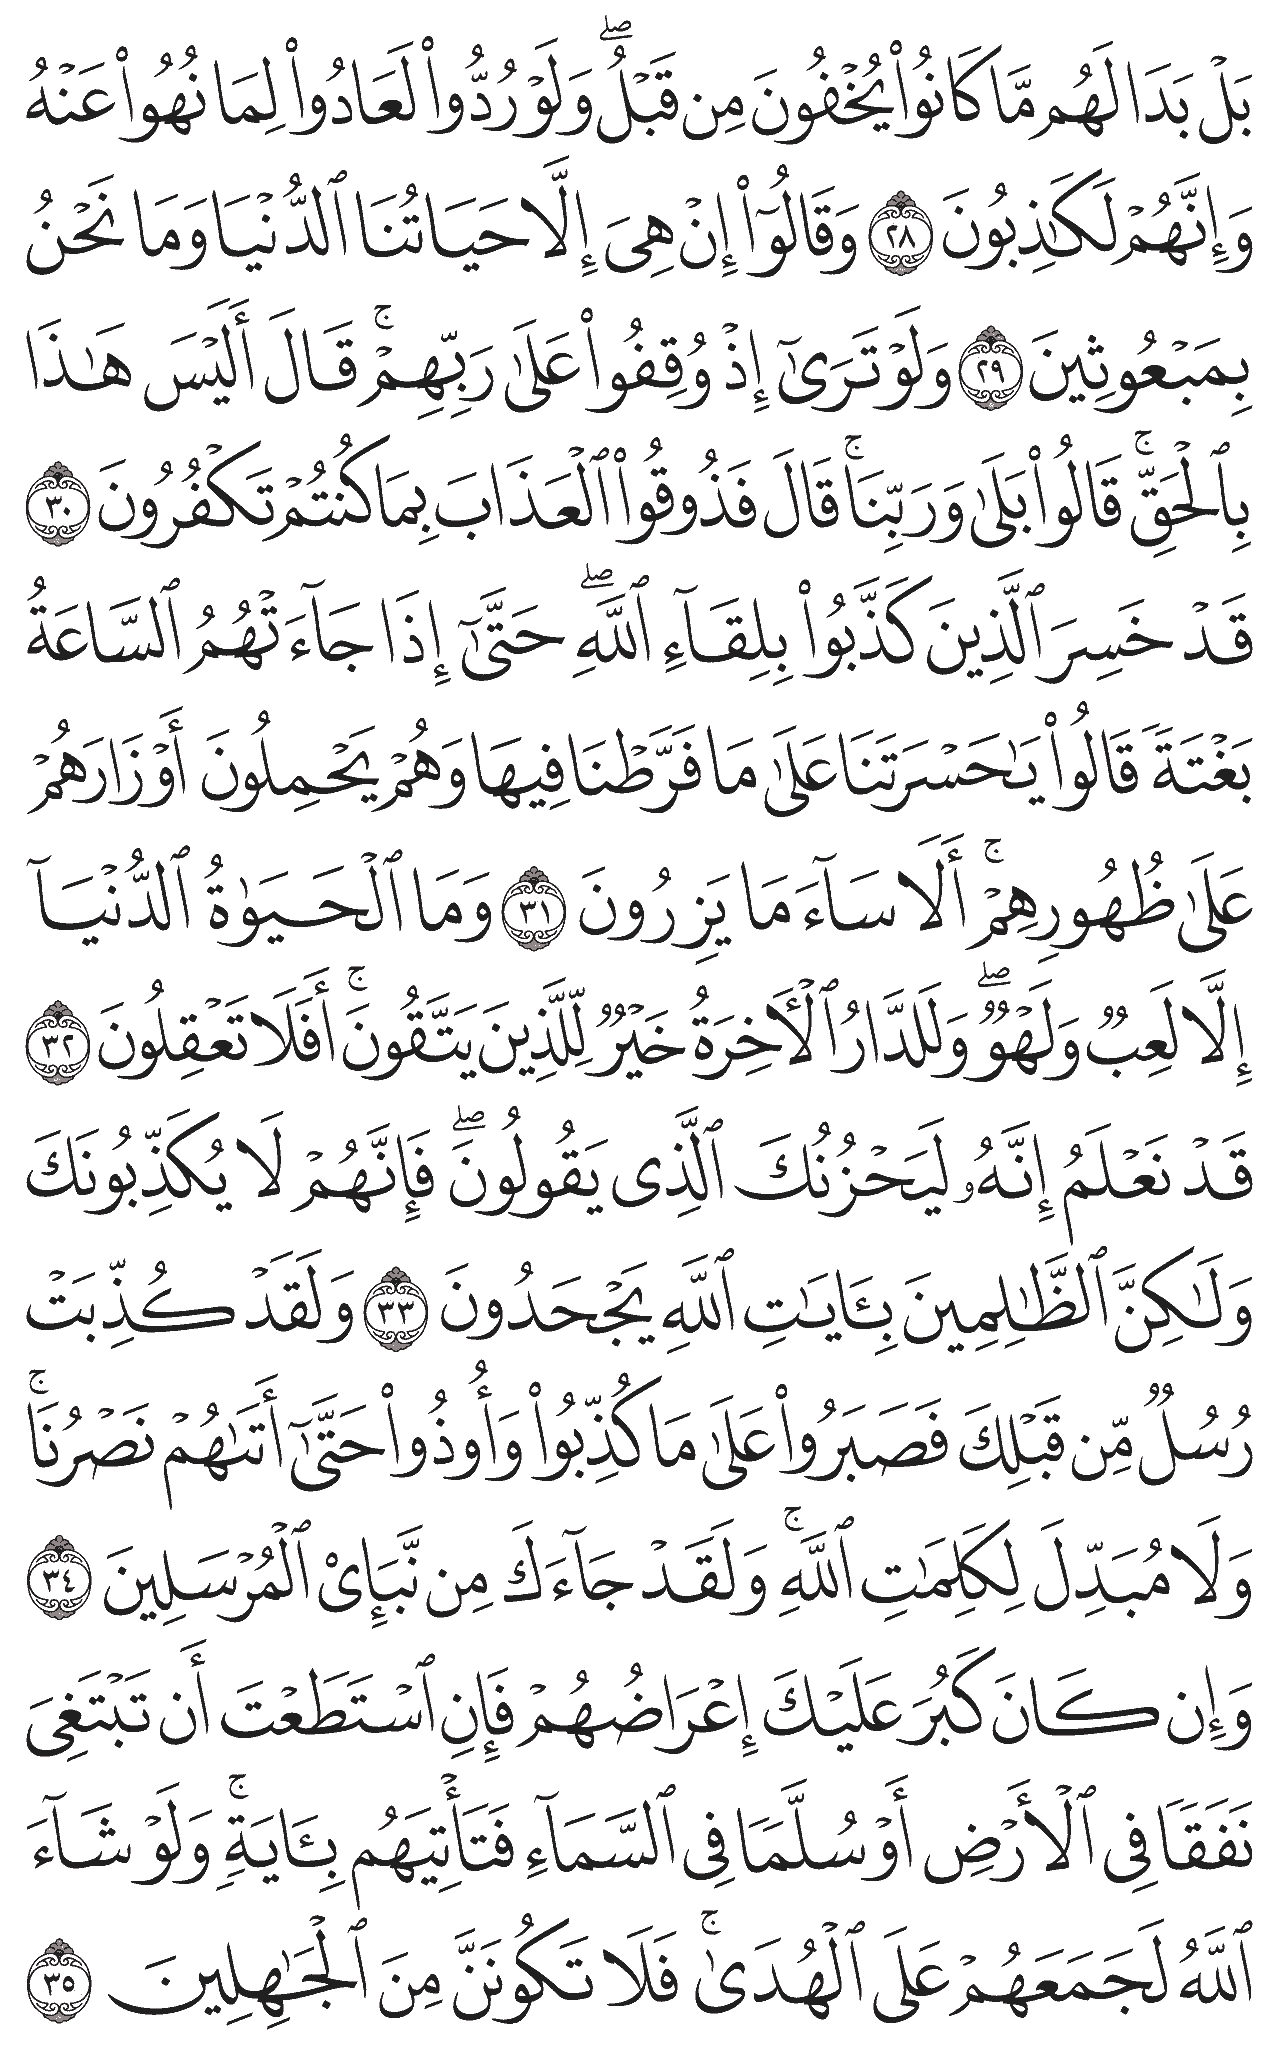 بَلْ بَدَا لَهُم مَّا كَانُوا۟ يُخْفُونَ مِن قَبْلُ ۖ وَلَوْ رُدُّوا۟ لَعَادُوا۟ لِمَا نُهُوا۟ عَنْهُ
وَإِنَّهُمْ لَكَـٰذِبُونَ ٢٨ وَقَالُوٓا۟ إِنْ هِىَ إِلَّا حَيَاتُنَا ٱلدُّنْيَا وَمَا نَحْنُ
بِمَبْعُوثِينَ ٢٩ وَلَوْ تَرَىٰٓ إِذْ وُقِفُوا۟ عَلَىٰ رَبِّهِمْ ۚ قَالَ أَلَيْسَ هَـٰذَا
بِٱلْحَقِّ ۚ قَالُوا۟ بَلَىٰ وَرَبِّنَا ۚ قَالَ فَذُوقُوا۟ ٱلْعَذَابَ بِمَا كُنتُمْ تَكْفُرُونَ ٣٠
قَدْ خَسِرَ ٱلَّذِينَ كَذَّبُوا۟ بِلِقَآءِ ٱللَّهِ ۖ حَتَّىٰٓ إِذَا جَآءَتْهُمُ ٱلسَّاعَةُ
بَغْتَةً قَالُوا۟ يَـٰحَسْرَتَنَا عَلَىٰ مَا فَرَّطْنَا فِيهَا وَهُمْ يَحْمِلُونَ أَوْزَارَهُمْ
عَلَىٰ ظُهُورِهِمْ ۚ أَلَا سَآءَ مَا يَزِرُونَ ٣١ وَمَا ٱلْحَيَوٰةُ ٱلدُّنْيَآ
إِلَّا لَعِبٌ وَلَهْوٌ ۖ وَلَلدَّارُ ٱلْـَٔاخِرَةُ خَيْرٌ لِّلَّذِينَ يَتَّقُونَ ۚ أَفَلَا تَعْقِلُونَ ٣٢
قَدْ نَعْلَمُ إِنَّهُۥ لَيَحْزُنُكَ ٱلَّذِى يَقُولُونَ ۖ فَإِنَّهُمْ لَا يُكَذِّبُونَكَ
وَلَـٰكِنَّ ٱلظَّـٰلِمِينَ بِـَٔايَـٰتِ ٱللَّهِ يَجْحَدُونَ ٣٣ وَلَقَدْ كُذِّبَتْ
رُسُلٌ مِّن قَبْلِكَ فَصَبَرُوا۟ عَلَىٰ مَا كُذِّبُوا۟ وَأُوذُوا۟ حَتَّىٰٓ أَتَىٰهُمْ نَصْرُنَا ۚ
وَلَا مُبَدِّلَ لِكَلِمَـٰتِ ٱللَّهِ ۚ وَلَقَدْ جَآءَكَ مِن نَّبَإِى۟ ٱلْمُرْسَلِينَ ٣٤
وَإِن كَانَ كَبُرَ عَلَيْكَ إِعْرَاضُهُمْ فَإِنِ ٱسْتَطَعْتَ أَن تَبْتَغِىَ
نَفَقًا فِى ٱلْأَرْضِ أَوْ سُلَّمًا فِى ٱلسَّمَآءِ فَتَأْتِيَهُم بِـَٔايَةٍ ۚ وَلَوْ شَآءَ
ٱللَّهُ لَجَمَعَهُمْ عَلَى ٱلْهُدَىٰ ۚ فَلَا تَكُونَنَّ مِنَ ٱلْجَـٰهِلِينَ ٣٥